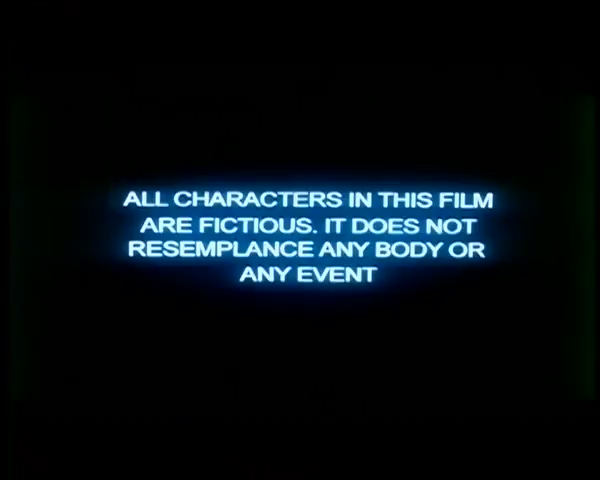 ALL CHARACTERS IN THIS FILM
ARE FICTIOUS. IT DOES NOT
RESEMPLANCE ANY BODY OR
ANY EVENT